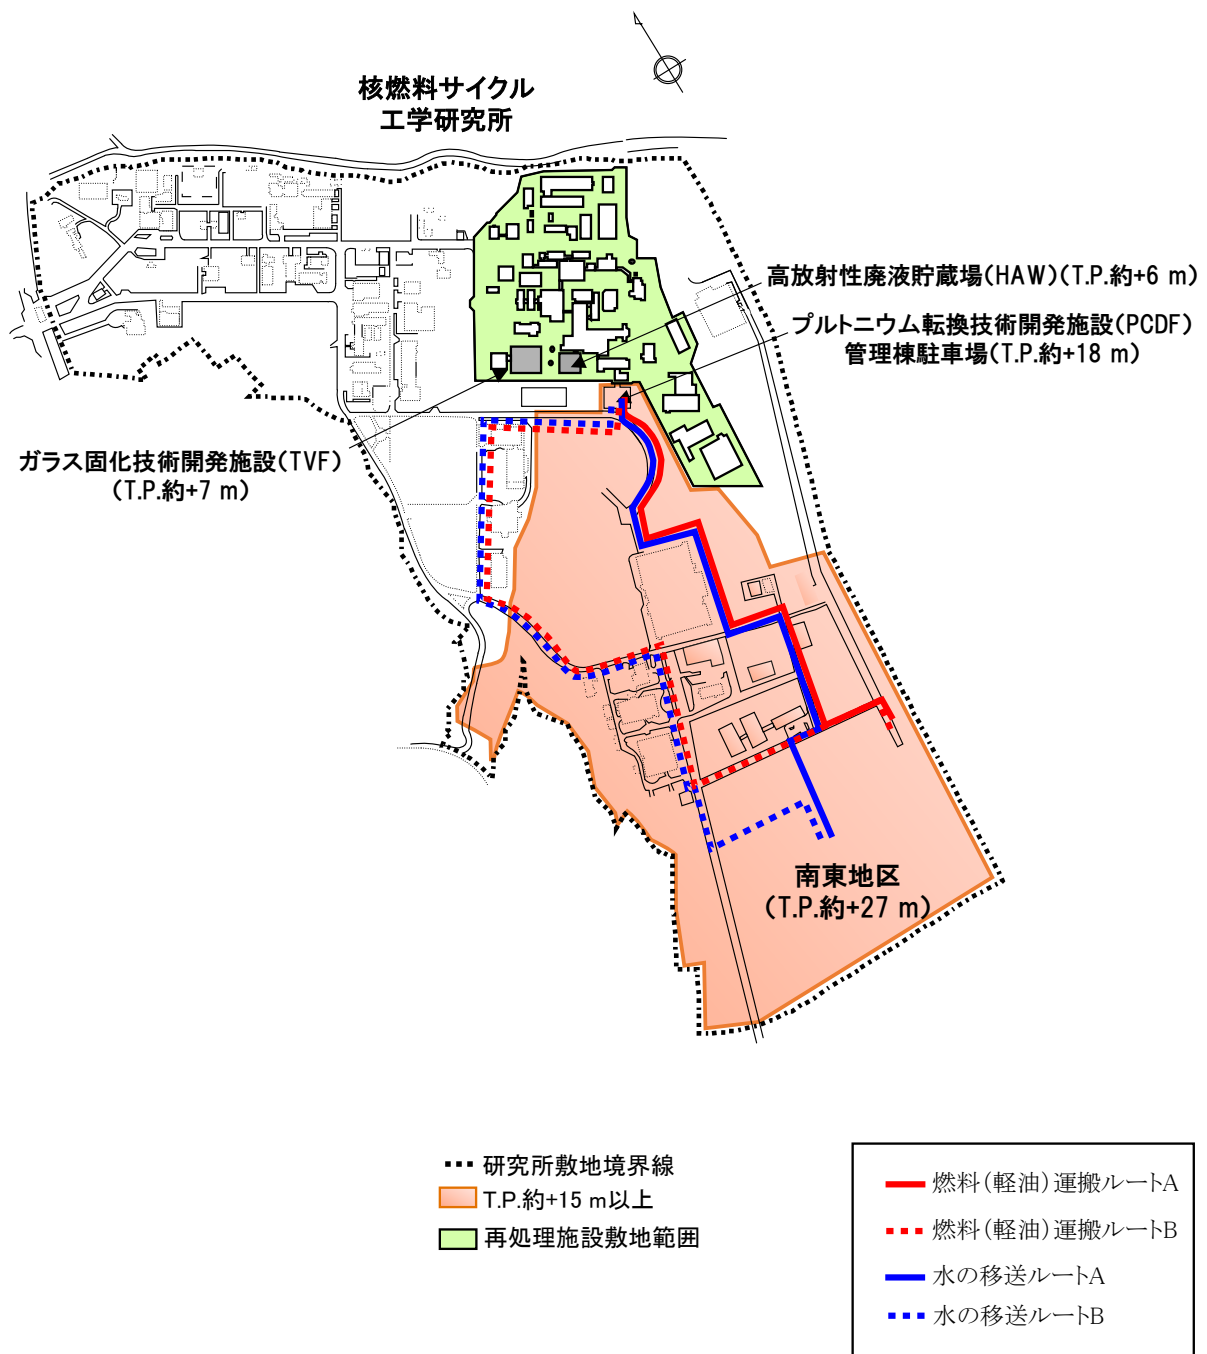 核燃料サイクル
工学研究所
高放射性廃液貯蔵場(HAW)(T.P.約+6 m)
プルトニウム転換技術開発施設(PCDF)
管理棟駐車場(T.P.約+18 m)
ガラス固化技術開発施設(TVF)
(T.P.約+7 m)
南東地区
(T.P.約+27 m)
研究所敷地境界線
T.P.約+15 m以上
再処理施設敷地範囲
燃料(軽油)運搬ルートA
燃料(軽油)運搬ルートB
水の移送ルートA
水の移送ルートB